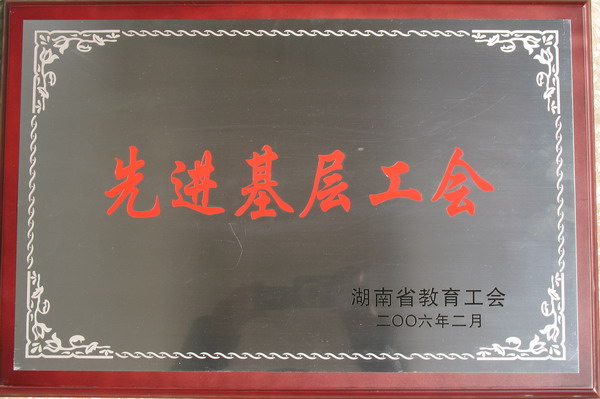 先进基层工会
湖南省教育工会
二〇〇六年二月